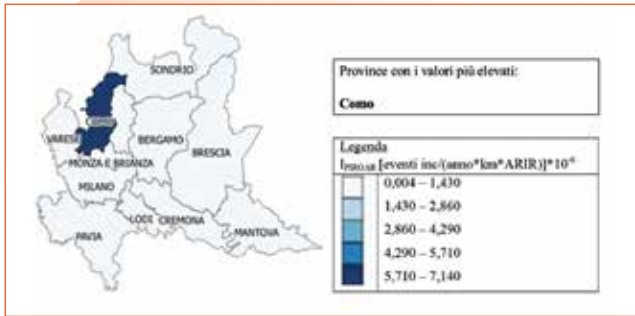 SONDRIO
COMO
VARESE
BERGAMO
BRESCIA
MONZA E BRIANZA
MILANO
LODI
CREMONA
PAVIA
MANTOVA
Province con i valori più elevati:
Como
Legenda
[eventi inc/(anno*km*ARIR)]*10
0,004 – 1,430
1,430 – 2,860
2,860 – 4,290
4,290 – 5,710
5,710 – 7,140